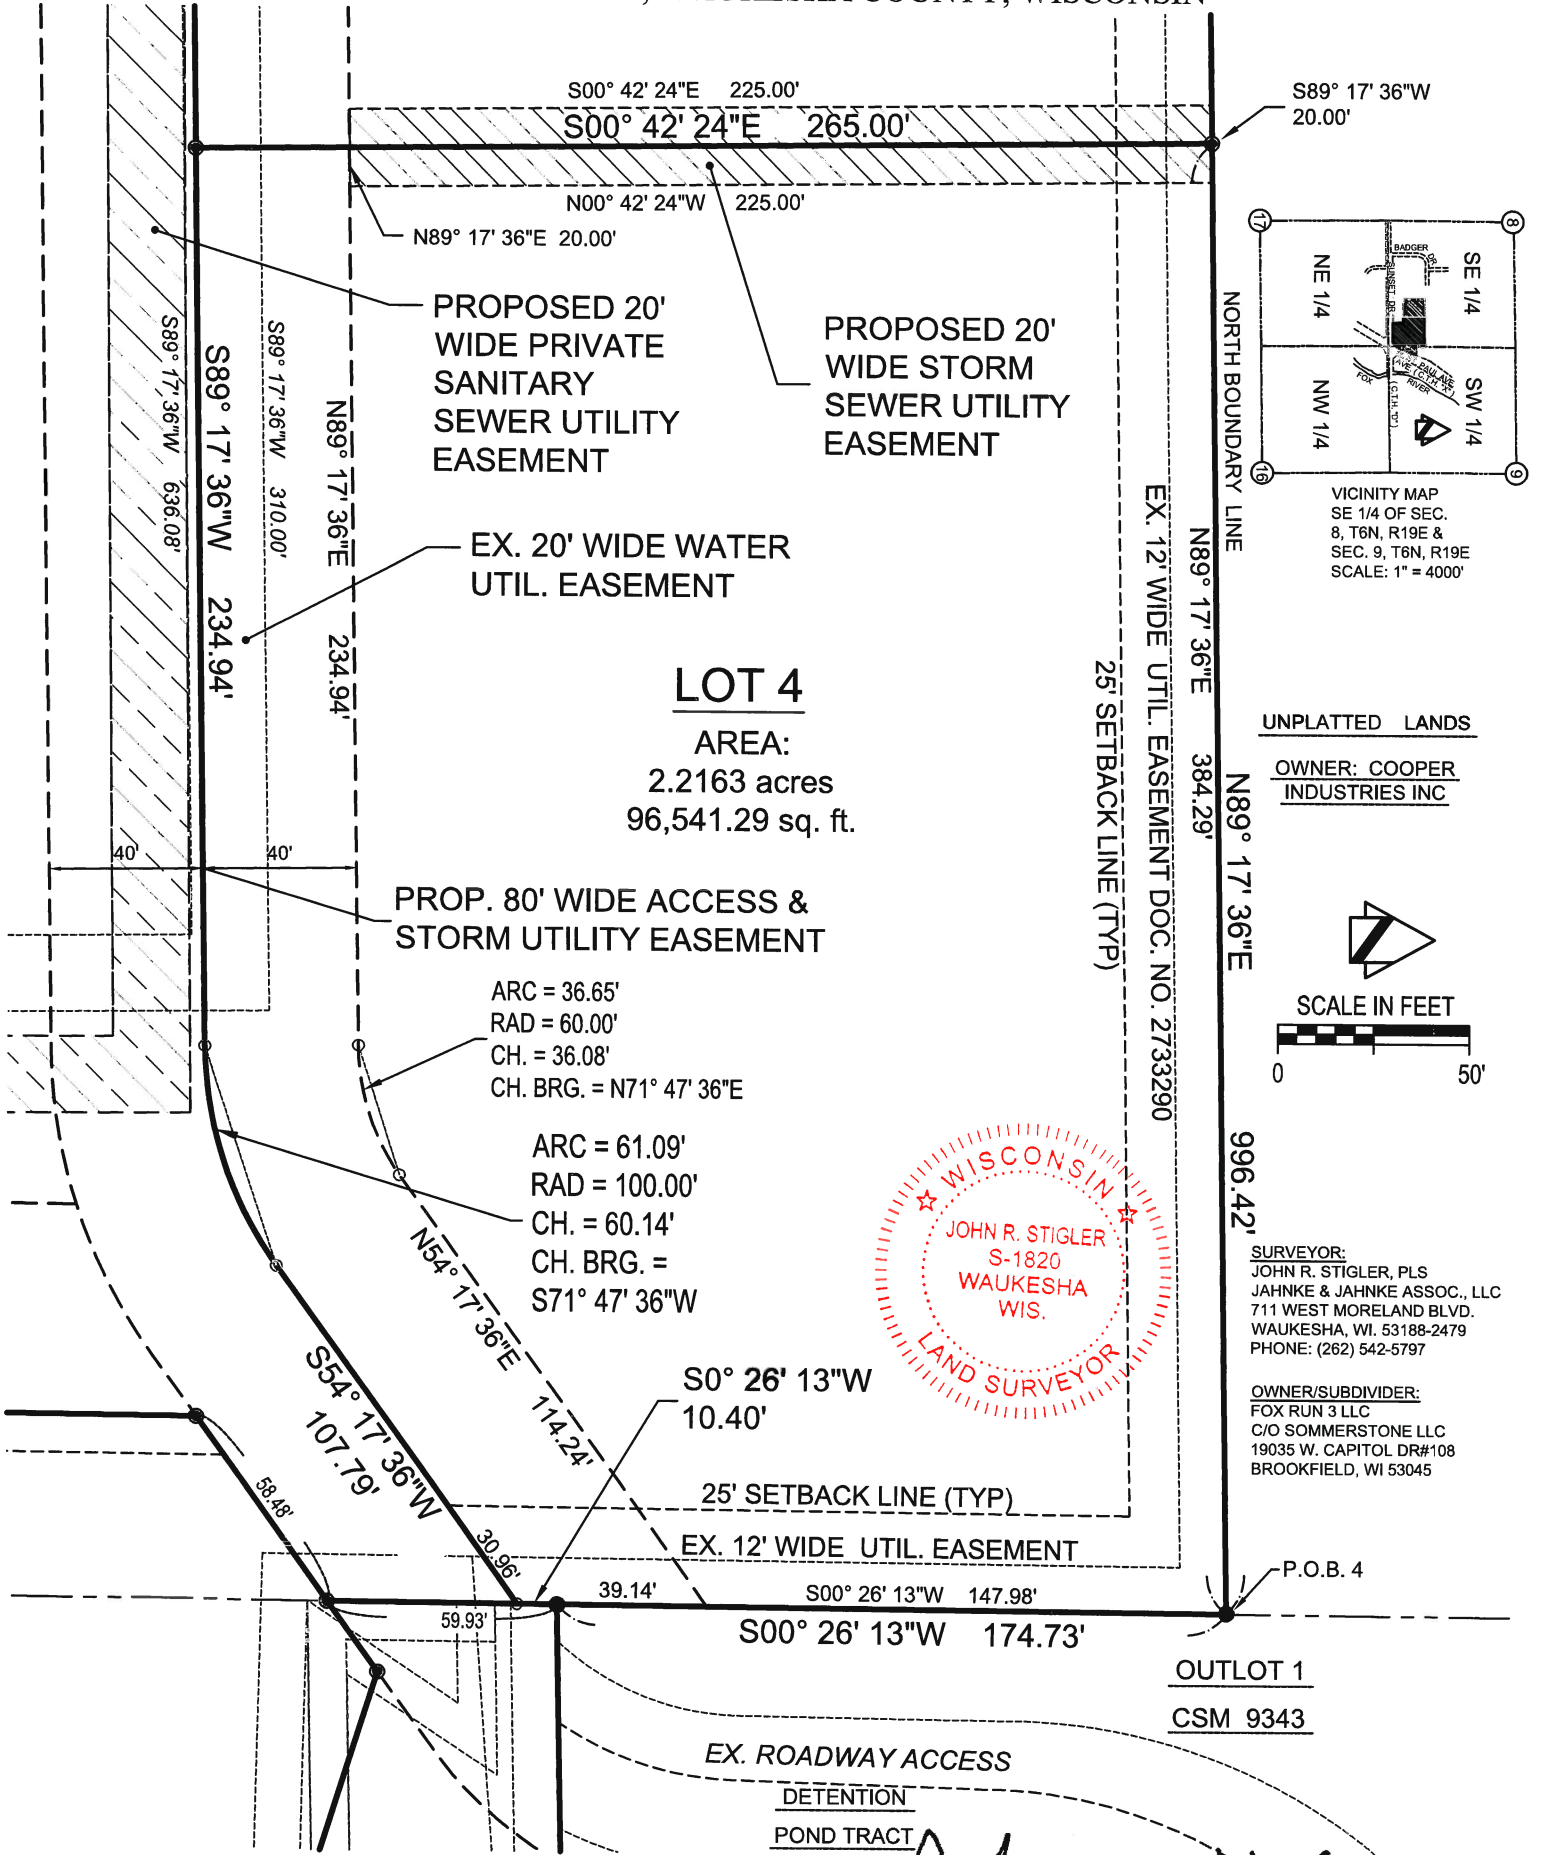 COUNTY, WISCONSIN
S00° 42' 24"E 225.00'
S00° 42' 24"E 265.00'
S89° 17' 36"W
20.00'
N00° 42' 24"W 225.00'
N89° 17' 36"E 20.00'
PROPOSED 20'
WIDE PRIVATE
SANITARY
SEWER UTILITY
EASEMENT
PROPOSED 20'
WIDE STORM
SEWER UTILITY
EASEMENT
17
8
NE 1/4
SE 1/4
BADGER
DR.
SUNSET DR.
NW 1/4
SW 1/4
ST. PAUL AVE
(AVE (C.T.H. "X")
FOX
RIVER
(C.T.H. "D")
16
9
VICINITY MAP
SE 1/4 OF SEC.
8, T6N, R19E &
SEC. 9, T6N, R19E
SCALE: 1" = 4000'
NORTH BOUNDARY LINE
S89° 17' 36"W 636.08'
S89° 17' 36"W 234.94'
S89° 17' 36"W 310.00'
N89° 17' 36"E 234.94'
EX. 20' WIDE WATER
UTIL. EASEMENT
EX. 12' WIDE UTIL. EASEMENT DOC. NO. 2733290
N89° 17' 36"E 384.29'
25' SETBACK LINE (TYP)
N89° 17' 36"E 996.42'
LOT 4
AREA:
2.2163 acres
96,541.29 sq. ft.
UNPLATTED LANDS
OWNER: COOPER
INDUSTRIES INC
40'
40'
PROP. 80' WIDE ACCESS &
STORM UTILITY EASEMENT
ARC = 36.65'
RAD = 60.00'
CH. = 36.08'
CH. BRG. = N71° 47' 36"E
SCALE IN FEET
0 50'
ARC = 61.09'
RAD = 100.00'
CH. = 60.14'
CH. BRG. =
S71° 47' 36"W
WISCONSIN
JOHN R. STIGLER
S-1820
WAUKESHA
WIS.
LAND SURVEYOR
N54° 17' 36"E 114.24'
SURVEYOR:
JOHN R. STIGLER, PLS
JAHNKE & JAHNKE ASSOC., LLC
711 WEST MORELAND BLVD.
WAUKESHA, WI. 53188-2479
PHONE: (262) 542-5797
OWNER/SUBDIVIDER:
FOX RUN 3 LLC
C/O SOMMERSTONE LLC
19035 W. CAPITOL DR#108
BROOKFIELD, WI 53045
S54° 17' 36"W
107.79'
S0° 26' 13"W
10.40'
58.48'
30.96'
25' SETBACK LINE (TYP)
EX. 12' WIDE UTIL. EASEMENT
P.O.B. 4
39.14'
S00° 26' 13"W 147.98'
59.93'
S00° 26' 13"W 174.73'
OUTLOT 1
CSM 9343
EX. ROADWAY ACCESS
DETENTION
POND TRACT